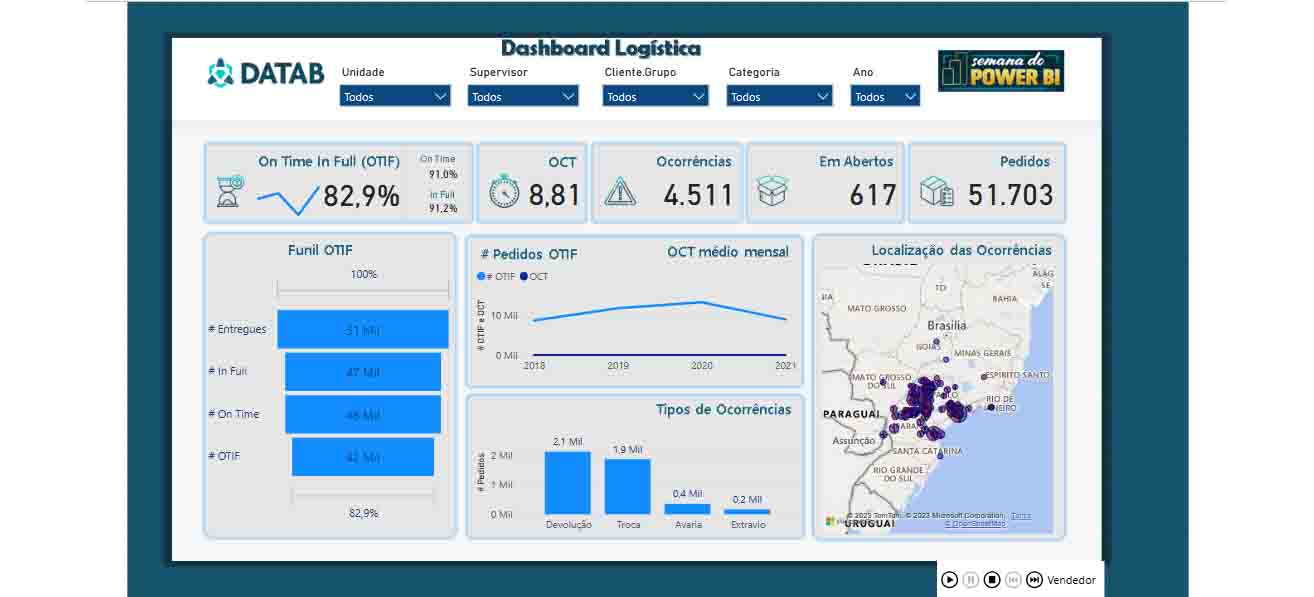 Dashboard Logística
DATAB
Unidade
Supervisor
Cliente.Grupo
Categoria
Ano
Todos
Todos
Todos
Todos
Todos
semana do
POWER BI
On Time In Full (OTIF)
82,9%
On Time
91,0%
In Full
91,2%
OCT
8,81
Ocorrências
4.511
Em Abertos
617
Pedidos
51.703
Funil OTIF
100%
# Entregues
51 Mil
# In Full
47 Mil
# On Time
# OTIF
42 Mil
82,9%
# Pedidos OTIF
OCT médio mensal
# OTIF
OCT
# OTIF e OCT
10 Mil
0 Mil
2018
2019
2020
2021
Tipos de Ocorrências
# Pedidos
2 Mil
1 Mil
0 Mil
2,1 Mil
1,9 Mil
0,4 Mil
0,2 Mil
Devolução
Troca
Avaria
Extravio
Localização das Ocorrências
ALAG
SE
TO
BAHIA
MATO GROSSO
Brasília
GOIÁS
MINAS GERAIS
ESPÍRITO SANTO
MATO GROSSO
DO SUL
RIO DE
JANEIRO
PARAGUAI
Assunção
SANTA CATARINA
RIO GRANDE
DO SUL
URUGUAI
© 2023 TomTom, © 2023 Microsoft Corporation, Terms
© OpenStreetMap
Vendedor